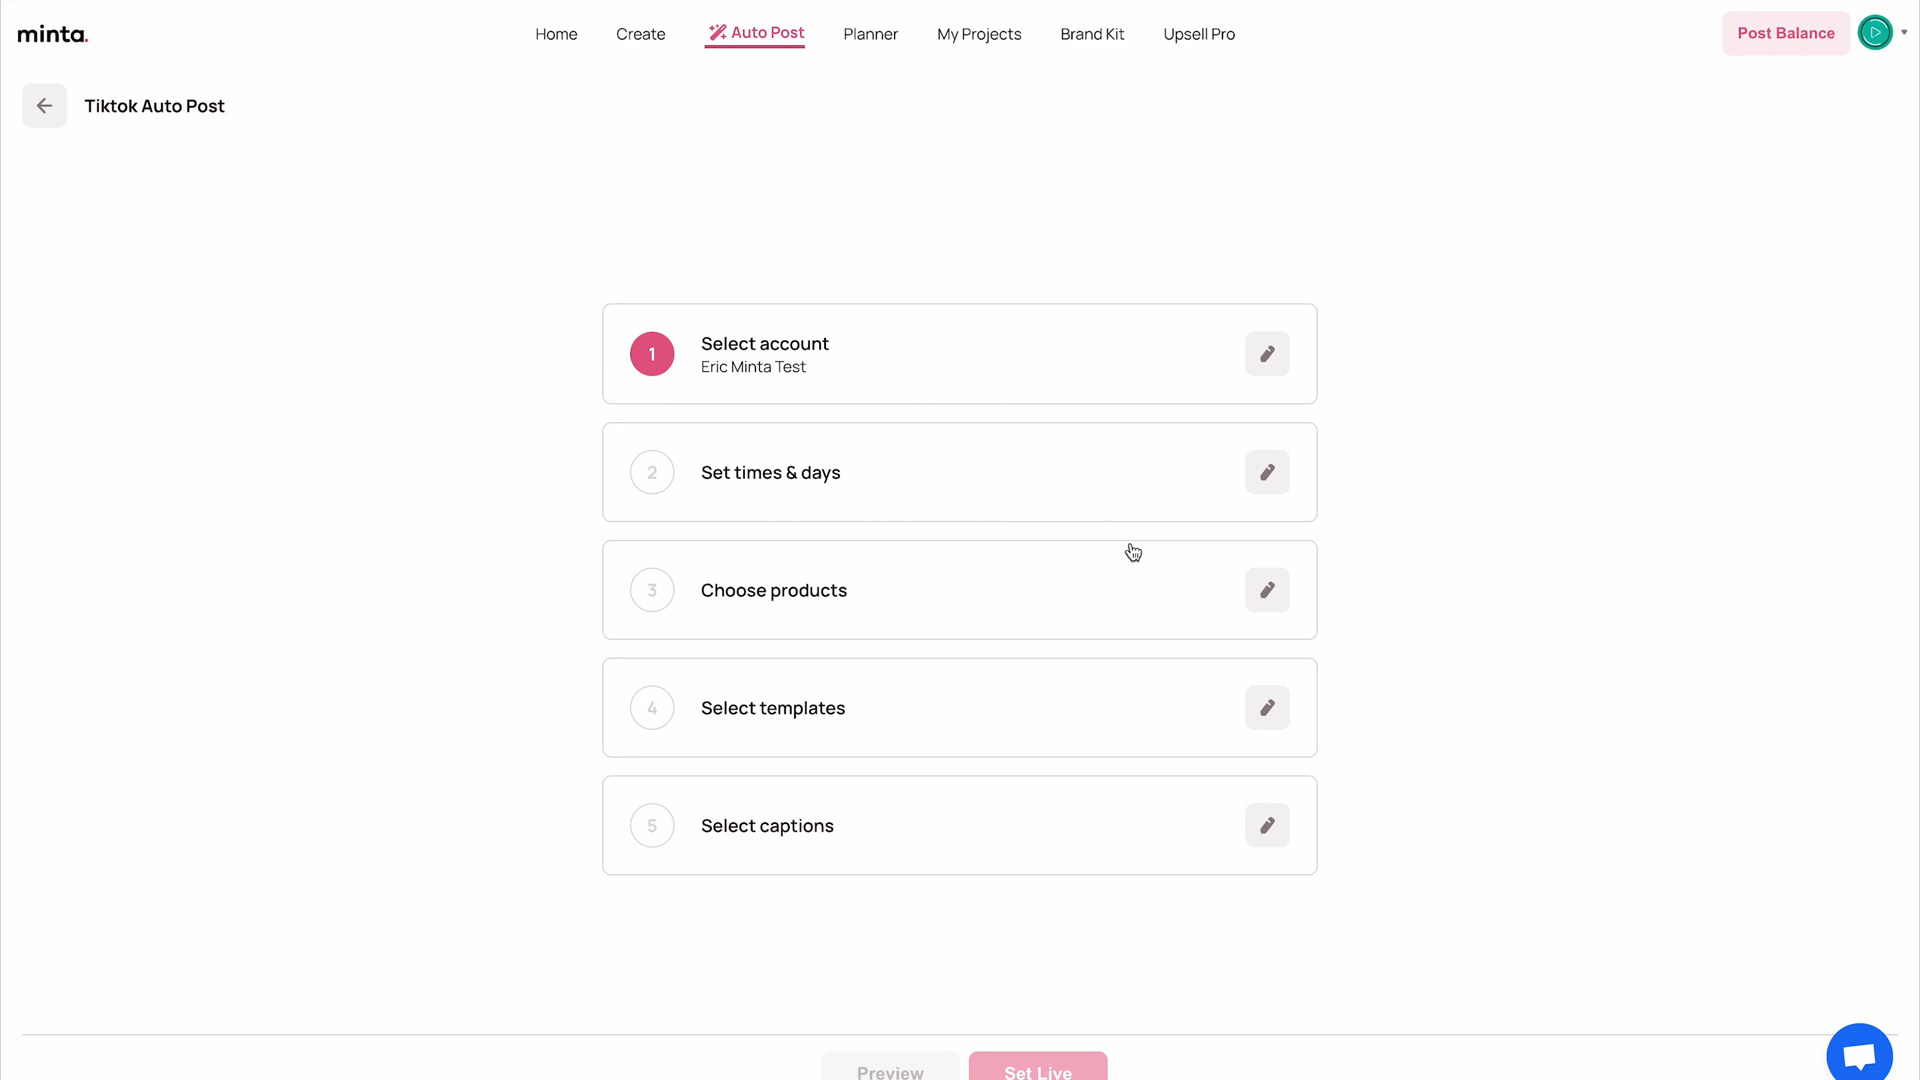 minta.
Home
Create
Auto Post
Planner
My Projects
Brand Kit
Upsell Pro
Post Balance
Tiktok Auto Post
1
Select account
Eric Minta Test
2
Set times & days
3
Choose products
4
Select templates
5
Select captions
Preview
Set Live